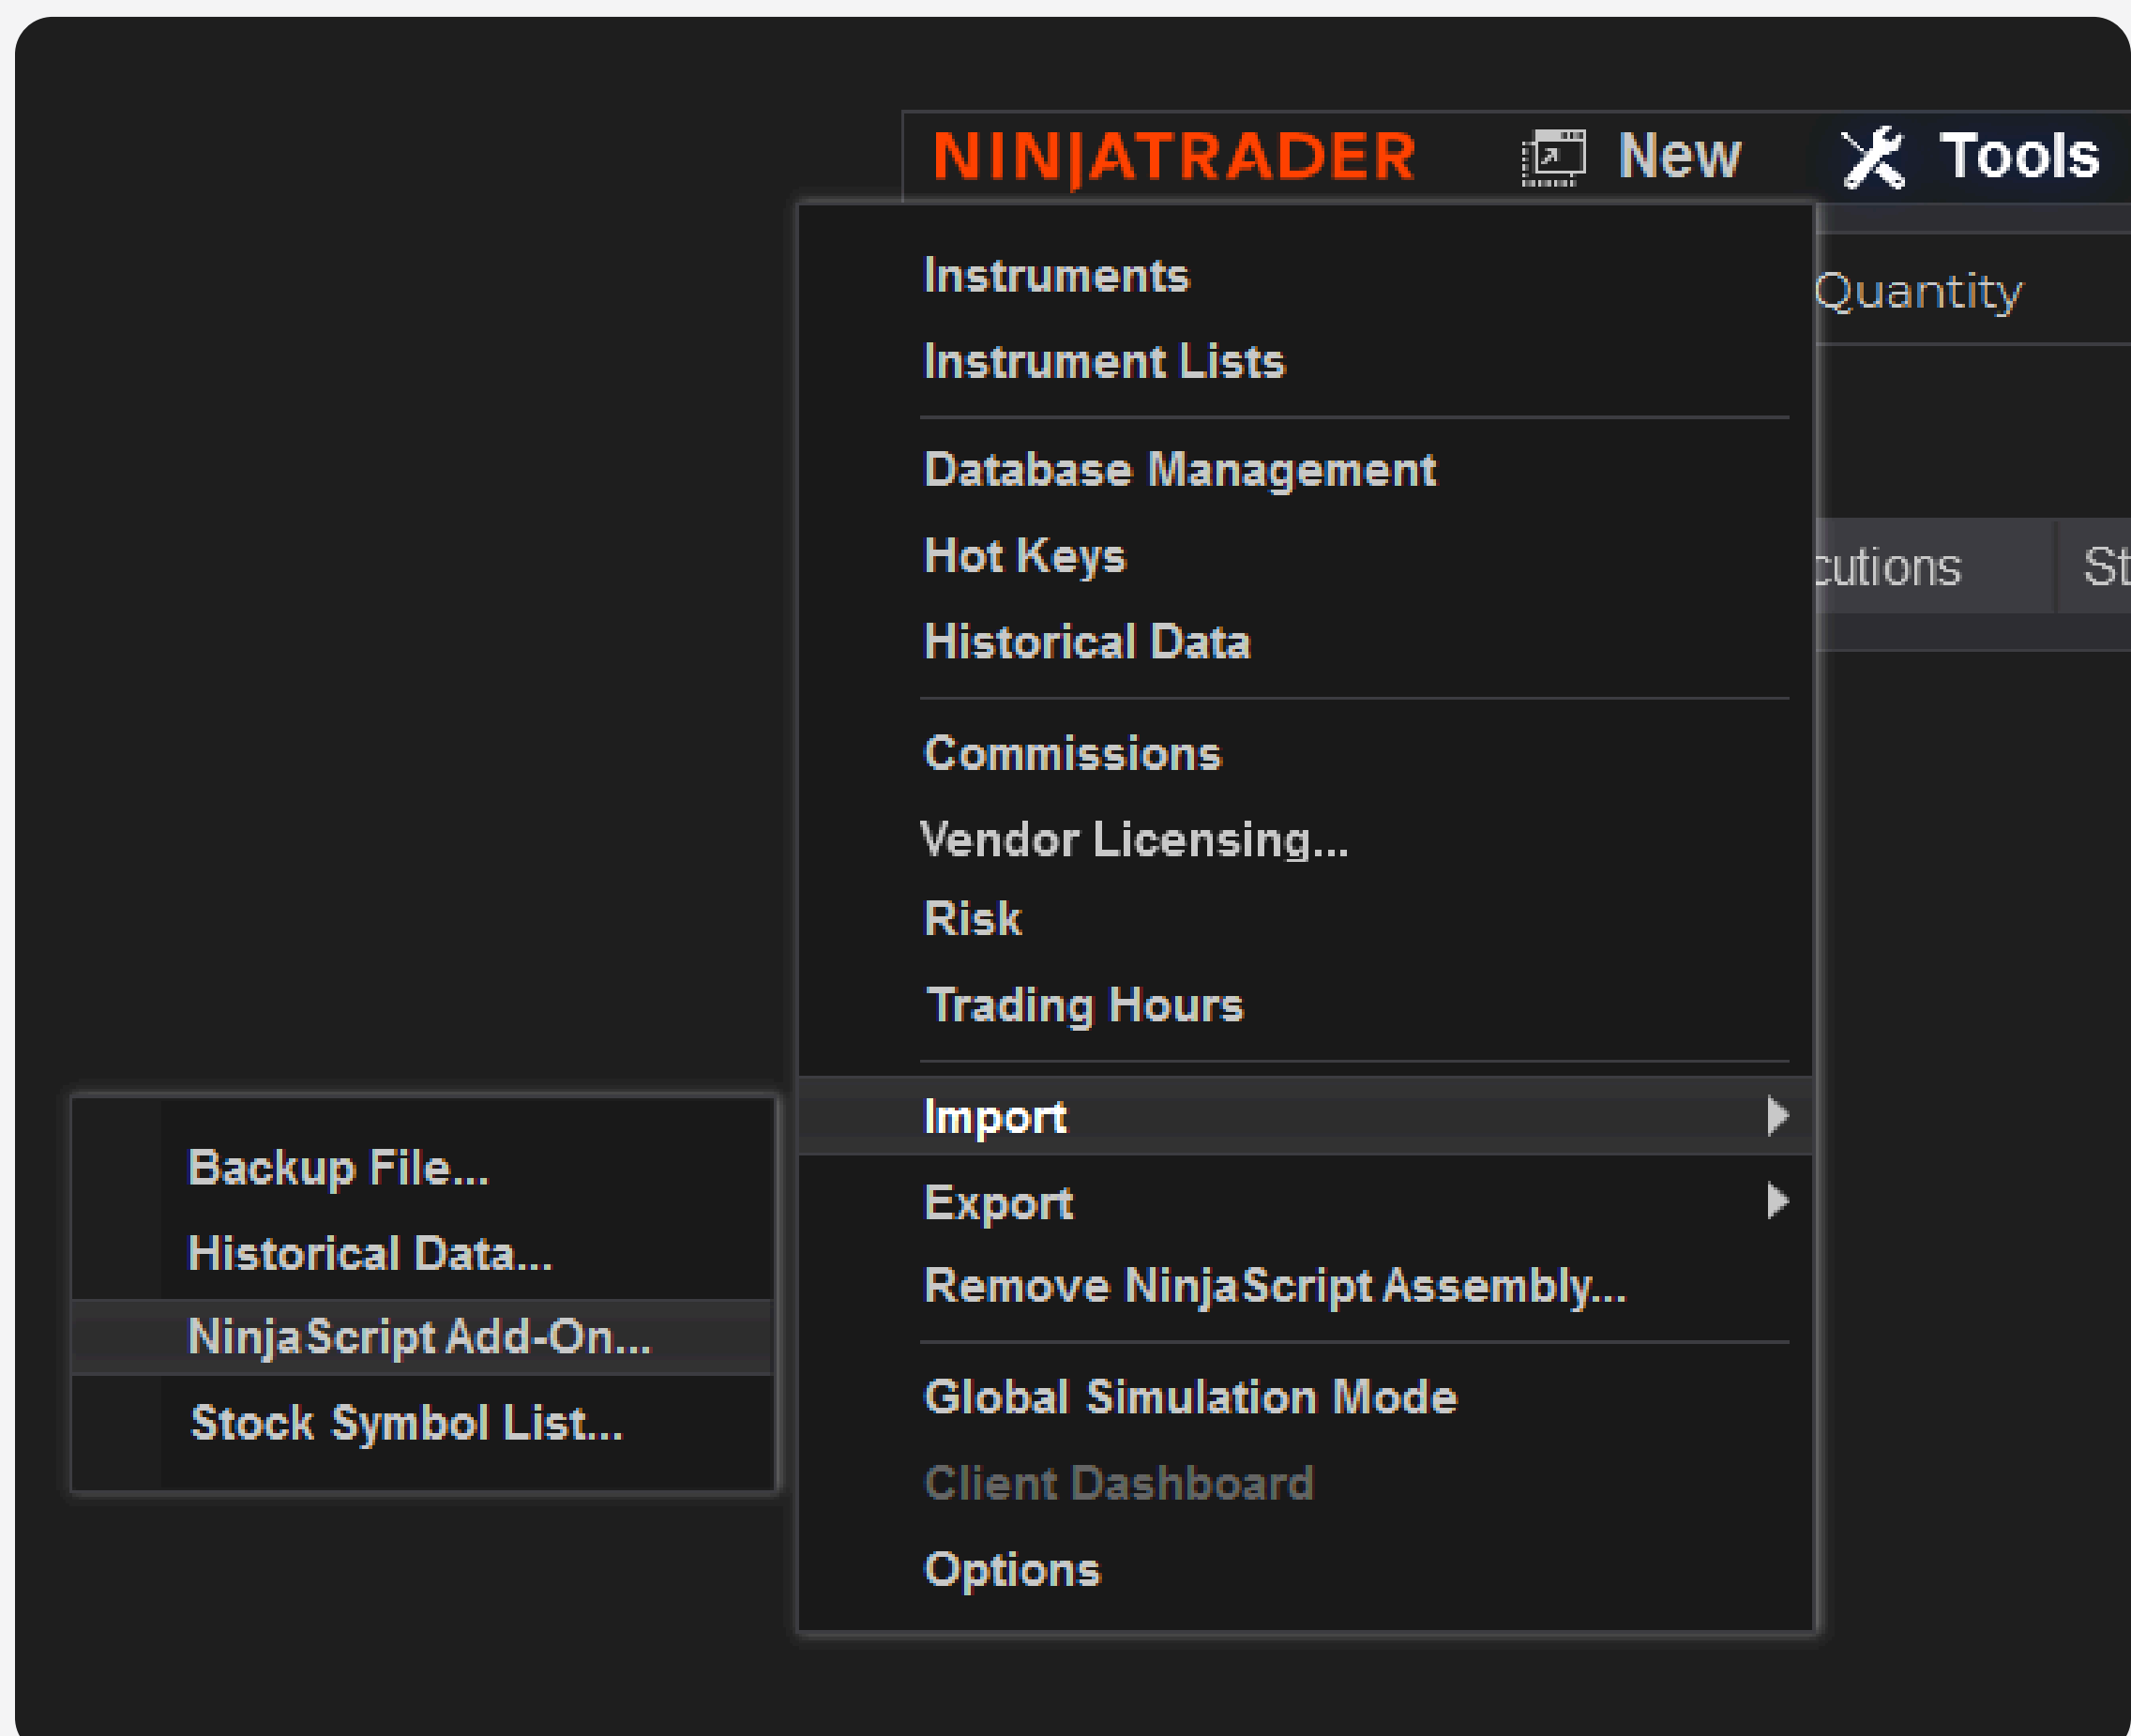 NINJATRADER New Tools
Quantity
Instruments
Instrument Lists
Database Management
Hot Keys
Historical Data
Commissions
Vendor Licensing...
Risk
Trading Hours
Import
Export
Remove NinjaScript Assembly...
Global Simulation Mode
Client Dashboard
Options
Backup File...
Historical Data...
NinjaScript Add-On...
Stock Symbol List...
cutions St